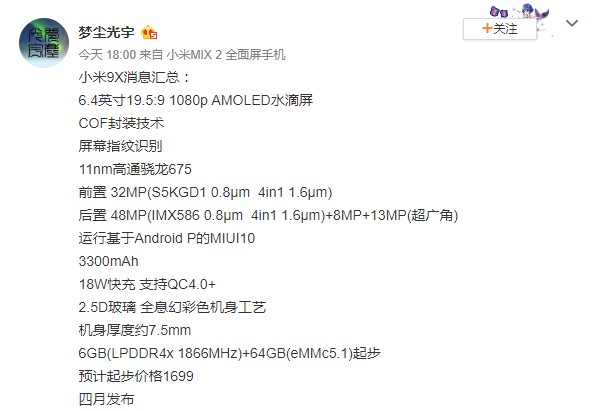 梦尘光宇
+关注
今天 18:00 来自 小米MIX 2 全面屏手机
小米9X消息汇总：
6.4英寸19.5:9 1080p AMOLED水滴屏
COF封装技术
屏幕指纹识别
11nm高通骁龙675
前置 32MP(S5KGD1 0.8μm 4in1 1.6μm)
后置 48MP(IMX586 0.8μm 4in1 1.6μm)+8MP+13MP(超广角)
运行基于Android P的MIUI10
3300mAh
18W快充 支持QC4.0+
2.5D玻璃 全息幻彩色机身工艺
机身厚度约7.5mm
6GB(LPDDR4x 1866MHz)+64GB(eMMc5.1)起步
预计起步价格1699
四月发布